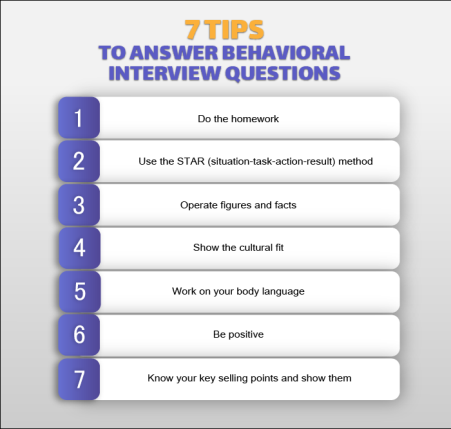 7 TIPS
TO ANSWER BEHAVIORAL
INTERVIEW QUESTIONS
1 Do the homework
2 Use the STAR (situation-task-action-result) method
3 Operate figures and facts
4 Show the cultural fit
5 Work on your body language
6 Be positive
7 Know your key selling points and show them